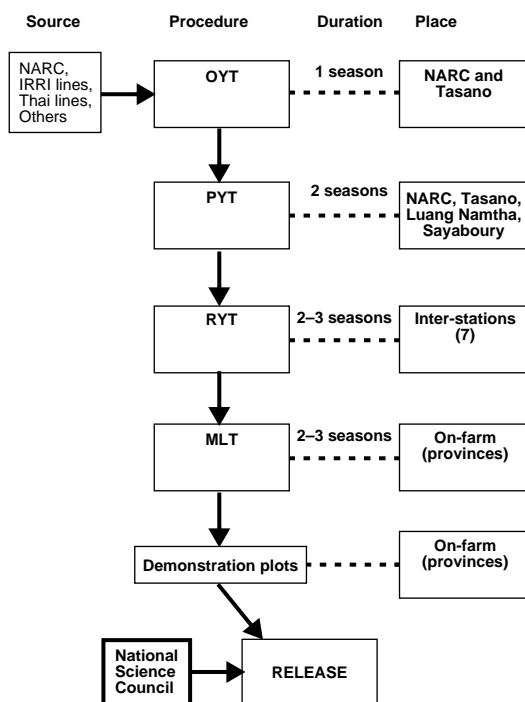 Source Procedure Duration Place
NARC,
IRRI lines,
Thai lines,
Others
OYT
1 season
NARC and
Tasano
PYT
2 seasons
NARC, Tasano,
Luang Namtha,
Sayaboury
RYT
2–3 seasons
Inter-stations
(7)
MLT
2–3 seasons
On-farm
(provinces)
Demonstration plots
On-farm
(provinces)
National
Science
Council
RELEASE